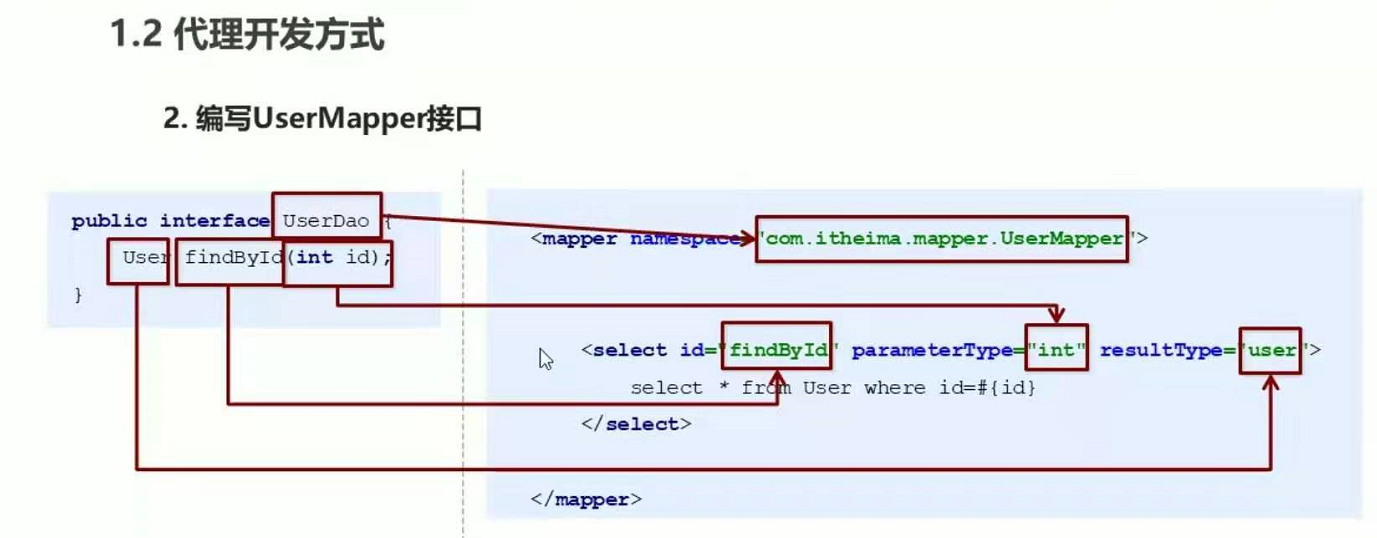 1.2 代理开发方式
2. 编写UserMapper接口
public interface UserDao {
User findById(int id);
}
<mapper namespace="com.itheima.mapper.UserMapper">
<select id="findById" parameterType="int" resultType="user">
select * from User where id=#{id}
</select>
</mapper>